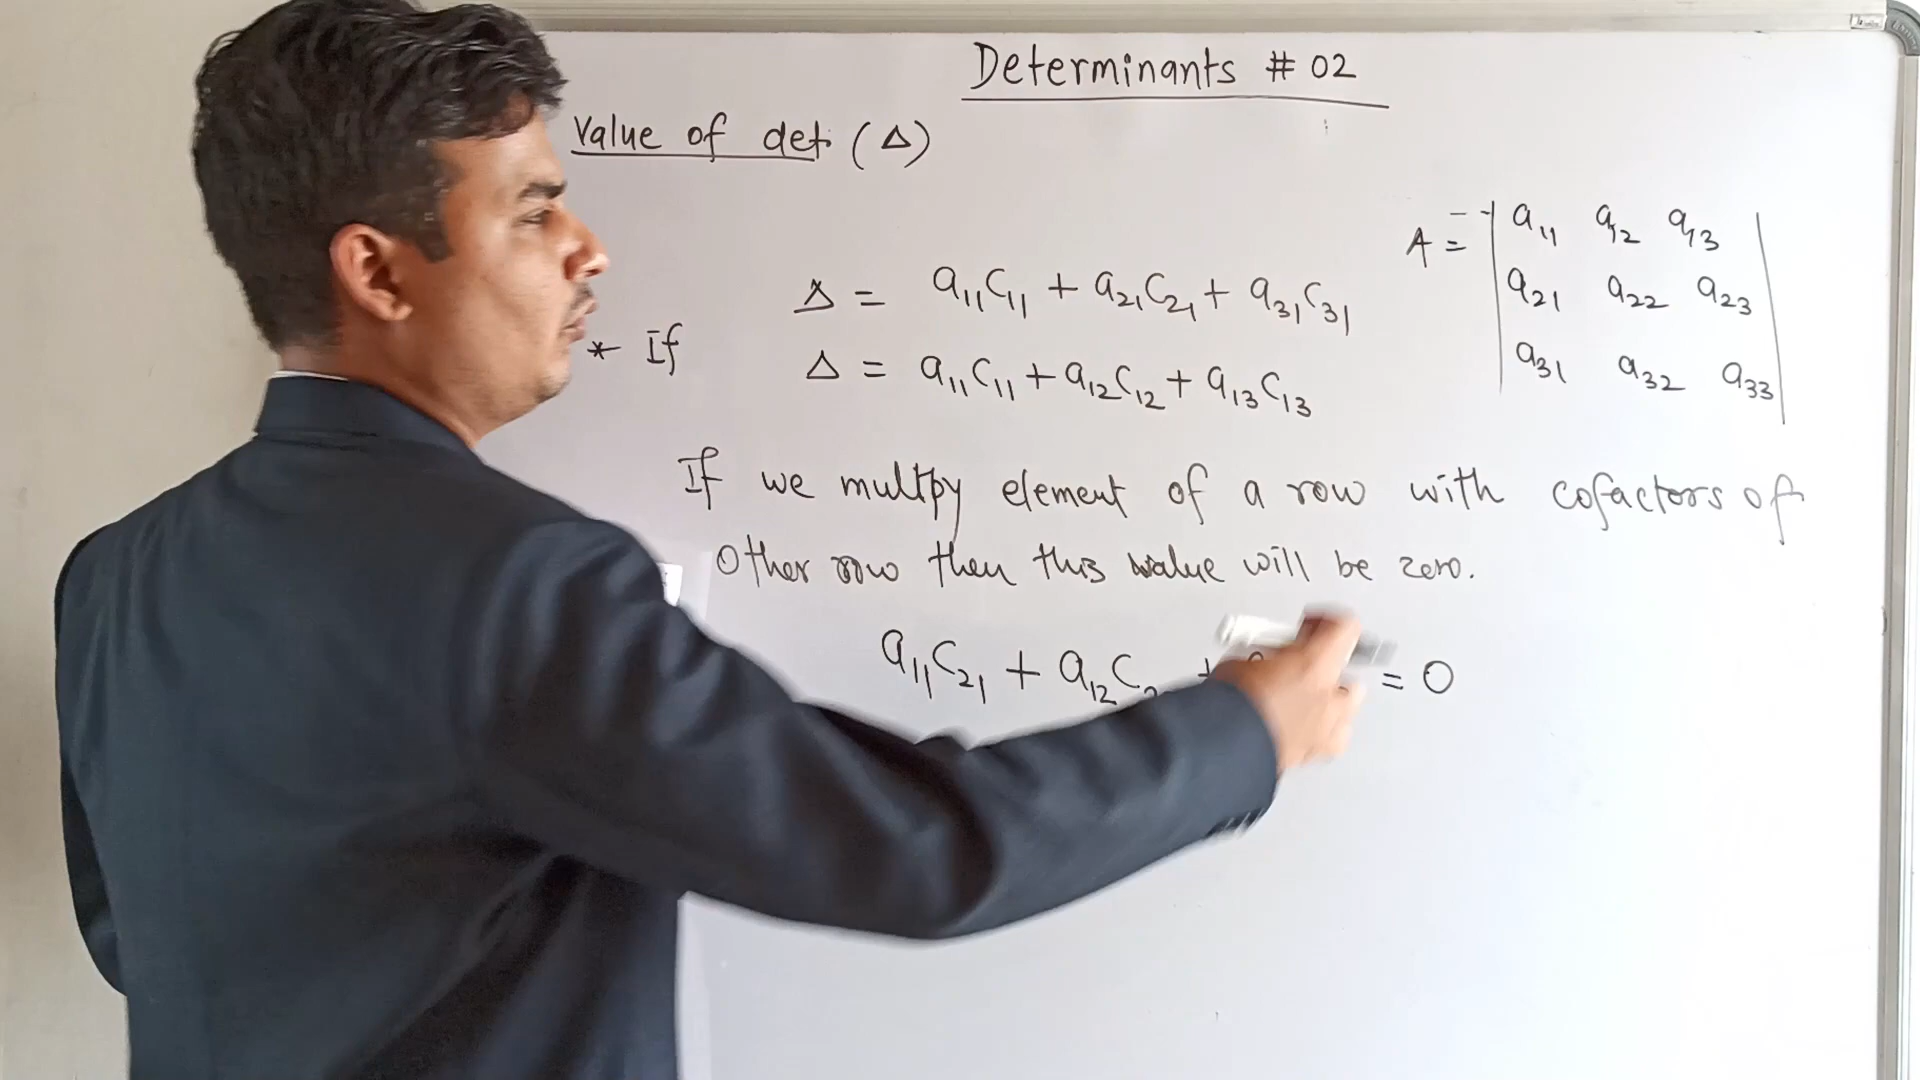 Determinants # 02
Value of det. (Δ)
A = | a11 a12 a13 |
| a21 a22 a23 |
| a31 a32 a33 |
Δ = a11C11 + a21C21 + a31C31
* If
Δ = a11C11 + a12C12 + a13C13
If we multpy element of a row with cofactors of
Other row then this value will be zero.
a11C21 + a12C2 + = 0